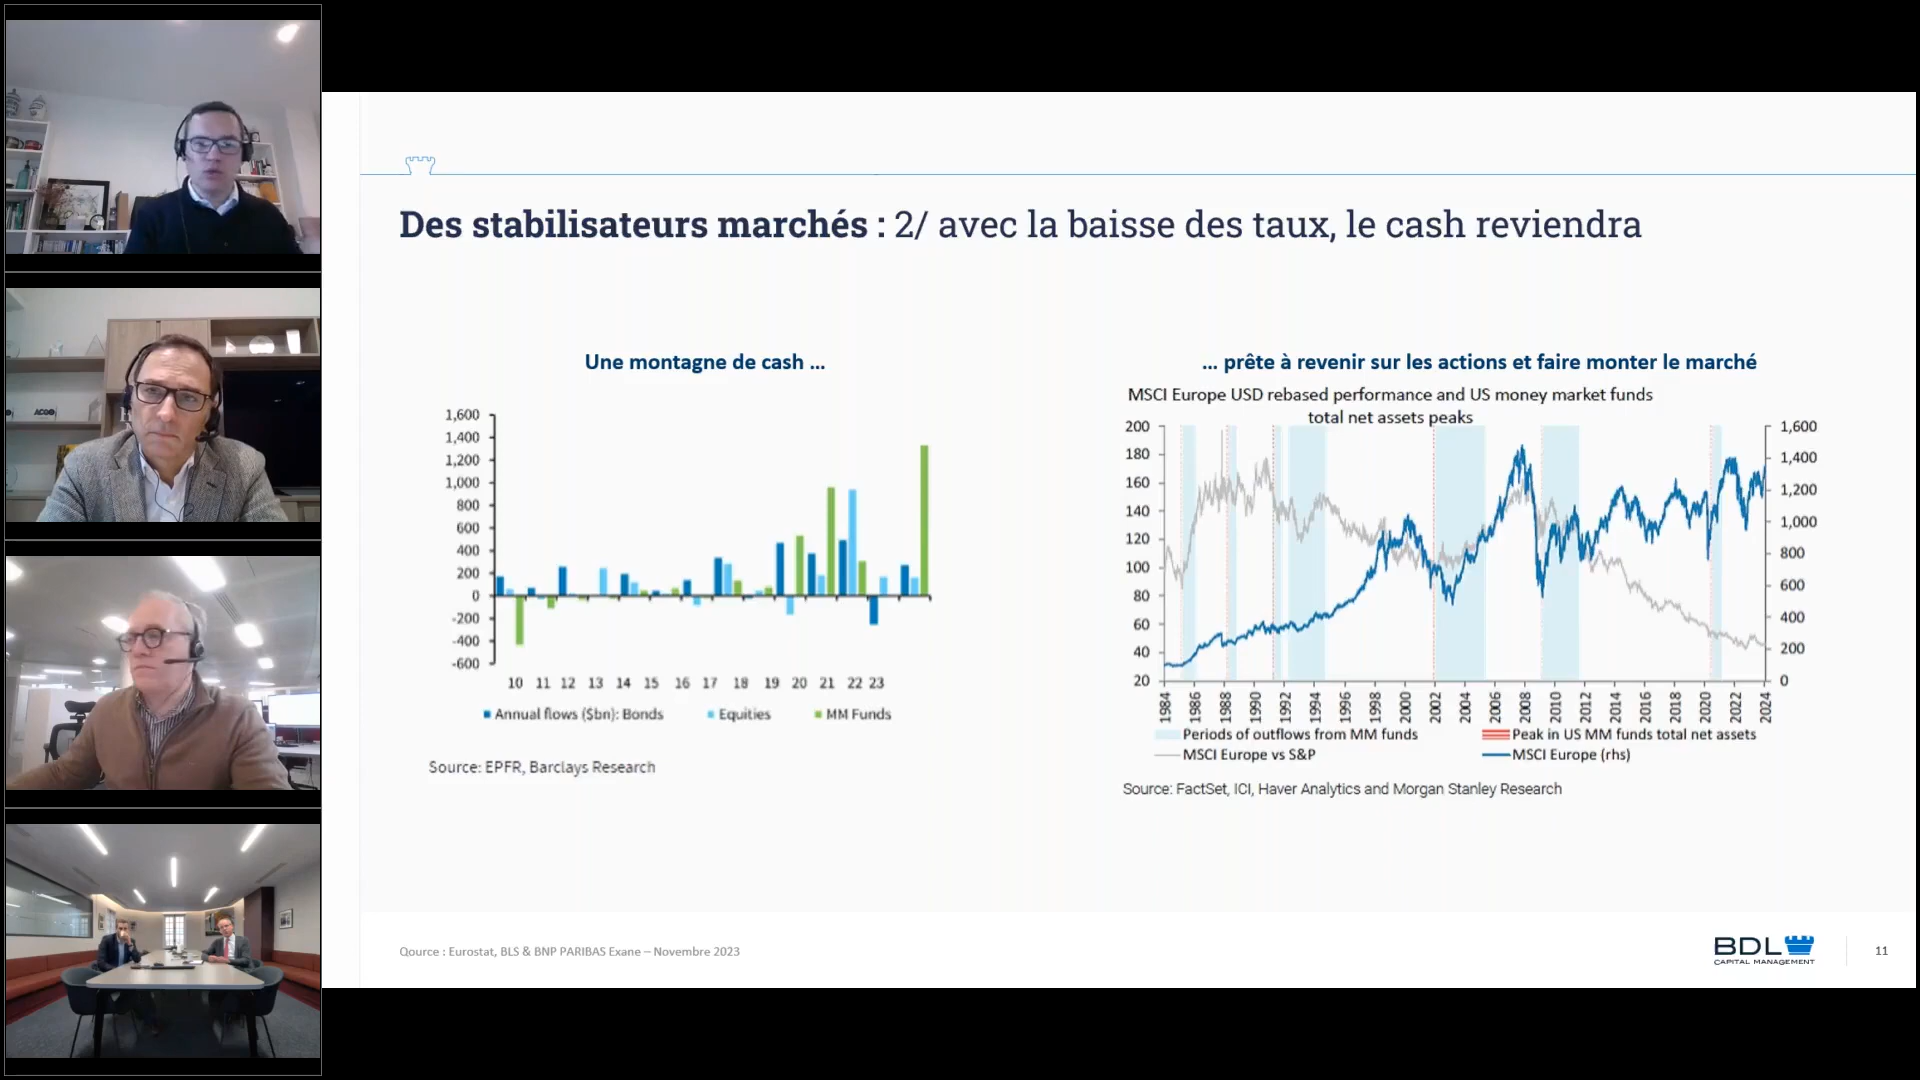 Des stabilisateurs marchés : 2/ avec la baisse des taux, le cash reviendra
Une montagne de cash ...
1,600
1,400
1,200
1,000
800
600
400
200
0
-200
-400
-600
10 11 12 13 14 15 16 17 18 19 20 21 22 23
Annual flows ($bn): Bonds Equities MM Funds
Source: EPFR, Barclays Research
... prête à revenir sur les actions et faire monter le marché
MSCI Europe USD rebased performance and US money market funds
total net assets peaks
200
180
160
140
120
100
80
60
40
20
1,600
1,400
1,200
1,000
800
600
400
200
0
1984 1986 1988 1990 1992 1994 1996 1998 2000 2002 2004 2006 2008 2010 2012 2014 2016 2018 2020 2022 2024
Periods of outflows from MM funds Peak in US MM funds total net assets
MSCI Europe vs S&P MSCI Europe (rhs)
Source: FactSet, ICI, Haver Analytics and Morgan Stanley Research
Qource : Eurostat, BLS & BNP PARIBAS Exane – Novembre 2023
BDL
CAPITAL MANAGEMENT
11